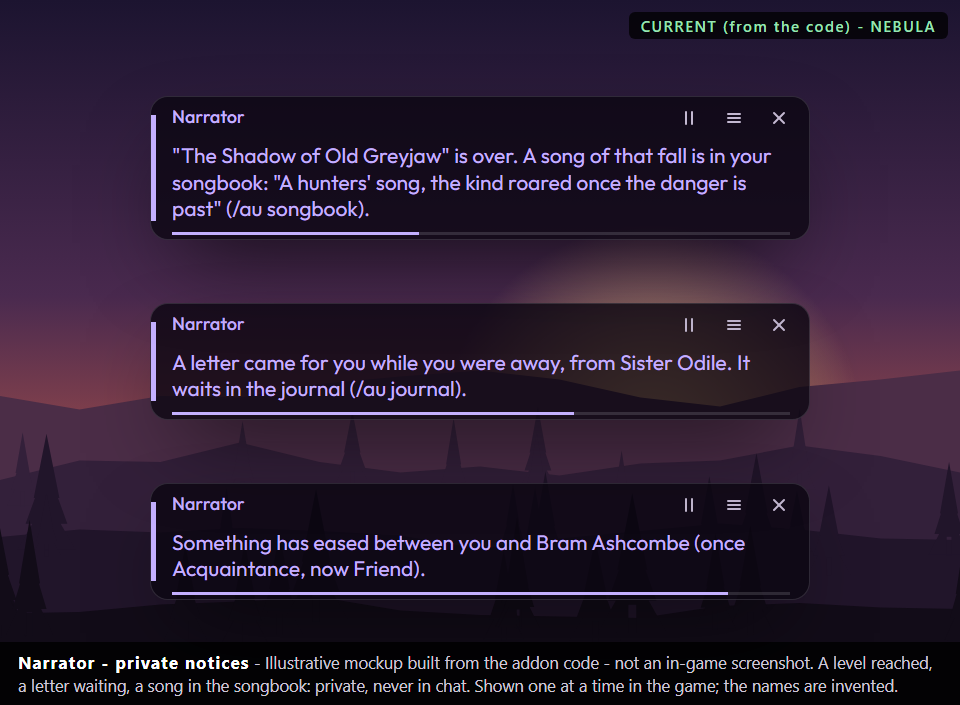 CURRENT (from the code) - NEBULA
Narrator
"The Shadow of Old Greyjaw" is over. A song of that fall is in your
songbook: "A hunters' song, the kind roared once the danger is
past" (/au songbook).
Narrator
A letter came for you while you were away, from Sister Odile. It
waits in the journal (/au journal).
Narrator
Something has eased between you and Bram Ashcombe (once
Acquaintance, now Friend).
Narrator - private notices - Illustrative mockup built from the addon code - not an in-game screenshot. A level reached,
a letter waiting, a song in the songbook: private, never in chat. Shown one at a time in the game; the names are invented.